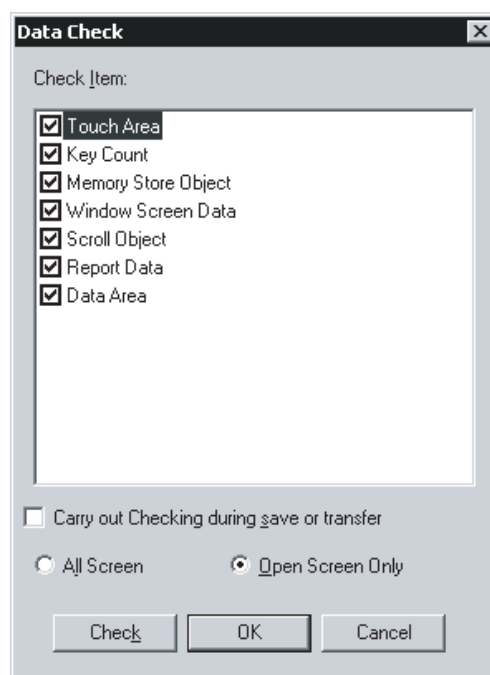 Data Check
Check Item:
Touch Area
Key Count
Memory Store Object
Window Screen Data
Scroll Object
Report Data
Data Area
Carry out Checking during save or transfer
All Screen Open Screen Only
Check OK Cancel